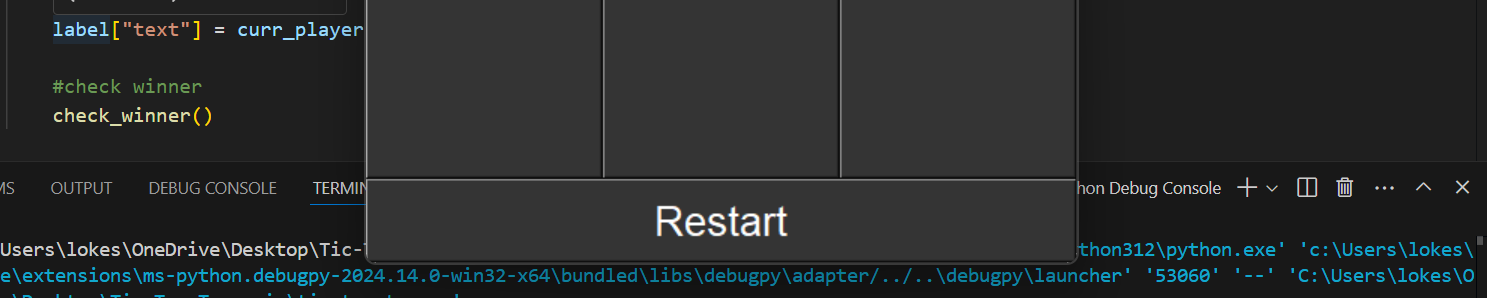 label["text"] = curr_player
#check winner
check_winner()
MS OUTPUT DEBUG CONSOLE TERMIN hon Debug Console
Restart
Users\lokes\OneDrive\Desktop\Tic- thon312\python.exe' 'c:\Users\lokes\
e\extensions\ms-python.debugpy-2024.14.0-win32-x64\bundled\libs\debugpy\adapter/../..\debugpy\launcher' '53060' '--' 'C:\Users\lokes\O